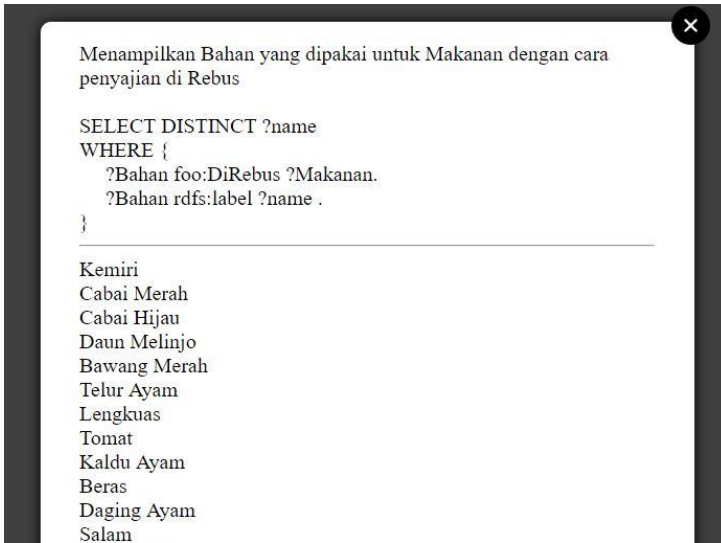 Menampilkan Bahan yang dipakai untuk Makanan dengan cara
penyajian di Rebus
SELECT DISTINCT ?name
WHERE {
?Bahan foo:DiRebus ?Makanan.
?Bahan rdfs:label ?name .
}
Kemiri
Cabai Merah
Cabai Hijau
Daun Melinjo
Bawang Merah
Telur Ayam
Lengkuas
Tomat
Kaldu Ayam
Beras
Daging Ayam
Salam